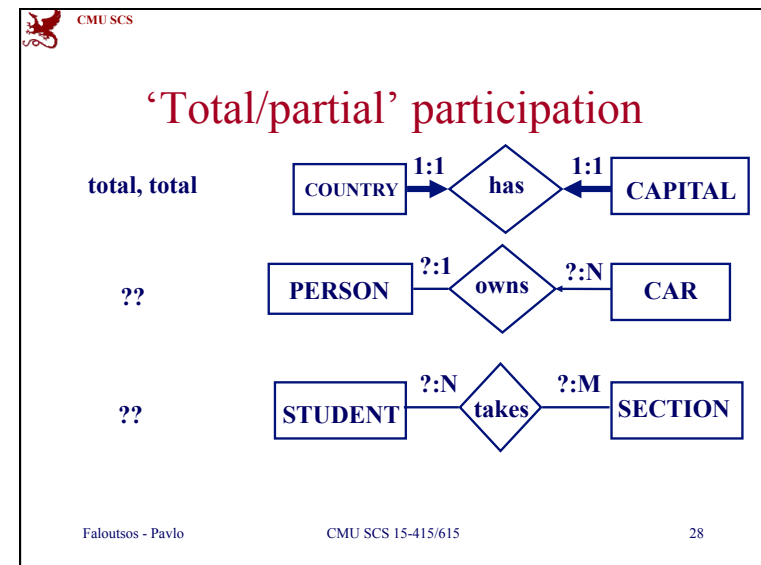 CMU SCS
‘Total/partial’ participation
total, total
COUNTRY
1:1
has
1:1
CAPITAL
??
PERSON
?:1
owns
?:N
CAR
??
STUDENT
?:N
takes
?:M
SECTION
Faloutsos - Pavlo
CMU SCS 15-415/615
28